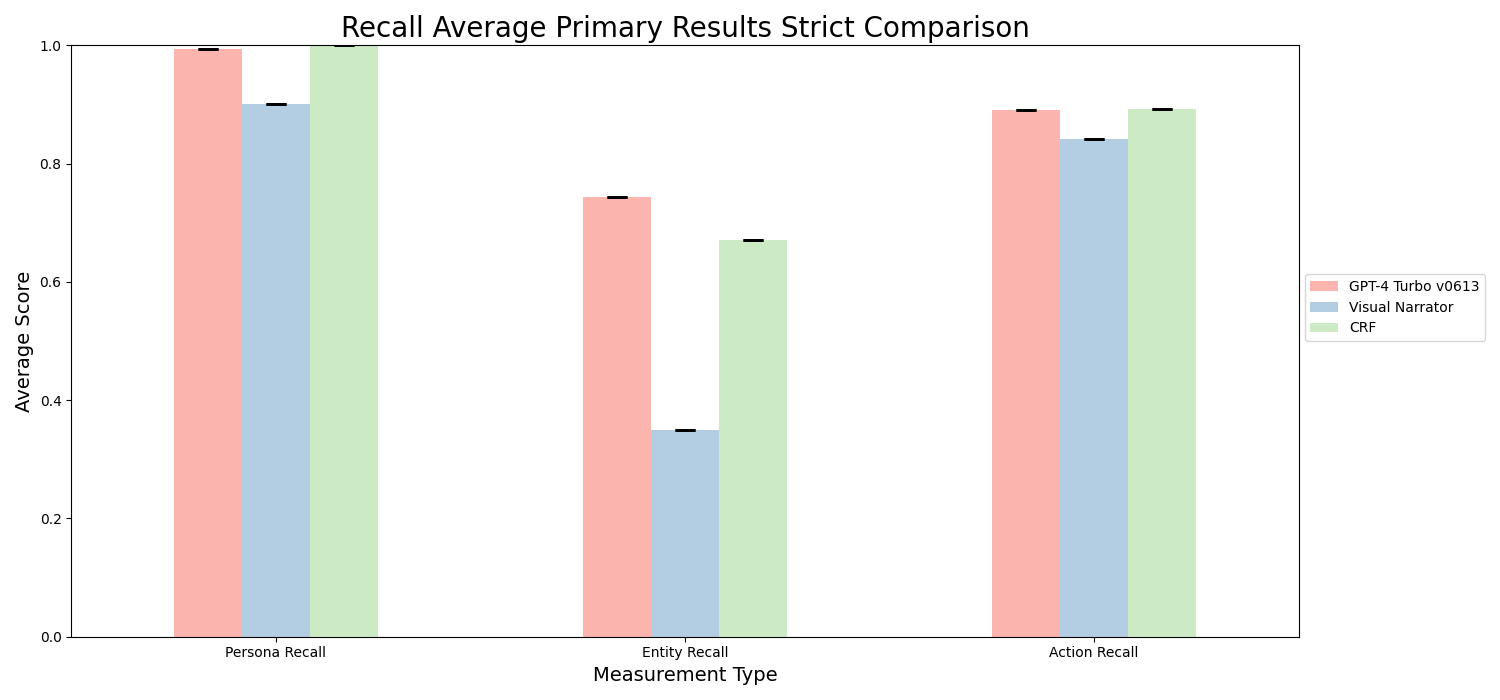 Recall Average Primary Results Strict Comparison
1.0
0.8
0.6
0.4
0.2
0.0
Average Score
Persona Recall
Entity Recall
Action Recall
Measurement Type
GPT-4 Turbo v0613
Visual Narrator
CRF